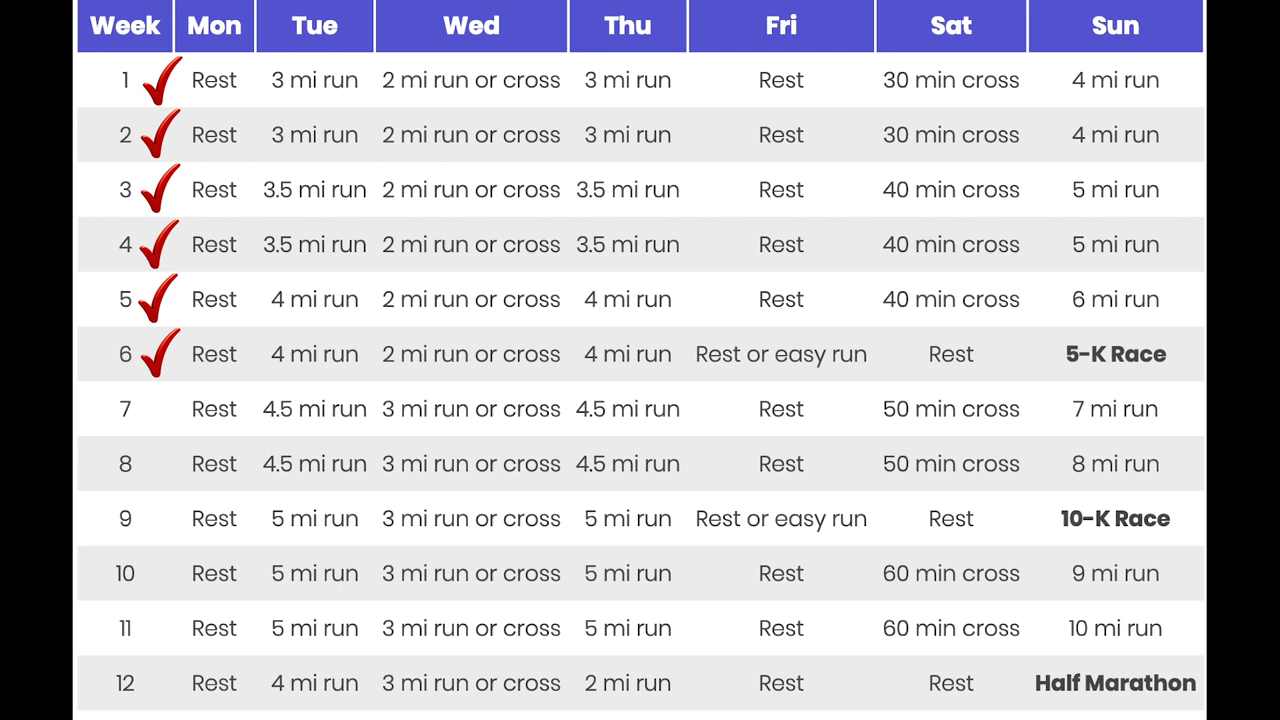 Week Mon Tue Wed Thu Fri Sat Sun
1 Rest 3 mi run 2 mi run or cross 3 mi run Rest 30 min cross 4 mi run
2 Rest 3 mi run 2 mi run or cross 3 mi run Rest 30 min cross 4 mi run
3 Rest 3.5 mi run 2 mi run or cross 3.5 mi run Rest 40 min cross 5 mi run
4 Rest 3.5 mi run 2 mi run or cross 3.5 mi run Rest 40 min cross 5 mi run
5 Rest 4 mi run 2 mi run or cross 4 mi run Rest 40 min cross 6 mi run
6 Rest 4 mi run 2 mi run or cross 4 mi run Rest or easy run Rest 5-K Race
7 Rest 4.5 mi run 3 mi run or cross 4.5 mi run Rest 50 min cross 7 mi run
8 Rest 4.5 mi run 3 mi run or cross 4.5 mi run Rest 50 min cross 8 mi run
9 Rest 5 mi run 3 mi run or cross 5 mi run Rest or easy run Rest 10-K Race
10 Rest 5 mi run 3 mi run or cross 5 mi run Rest 60 min cross 9 mi run
11 Rest 5 mi run 3 mi run or cross 5 mi run Rest 60 min cross 10 mi run
12 Rest 4 mi run 3 mi run or cross 2 mi run Rest Rest Half Marathon